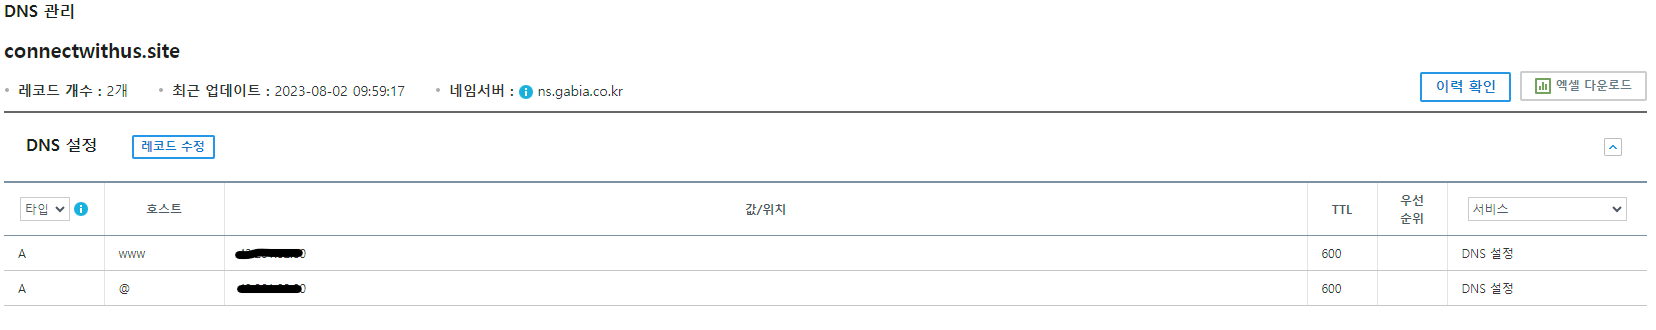 DNS 관리
connectwithus.site
레코드 개수 : 2개 최근 업데이트 : 2023-08-02 09:59:17 네임서버 : ns.gabia.co.kr 이력 확인 엑셀 다운로드
DNS 설정 레코드 수정
타입 호스트 값/위치 TTL 우선 순위 서비스
A www 600 DNS 설정
A @ 600 DNS 설정